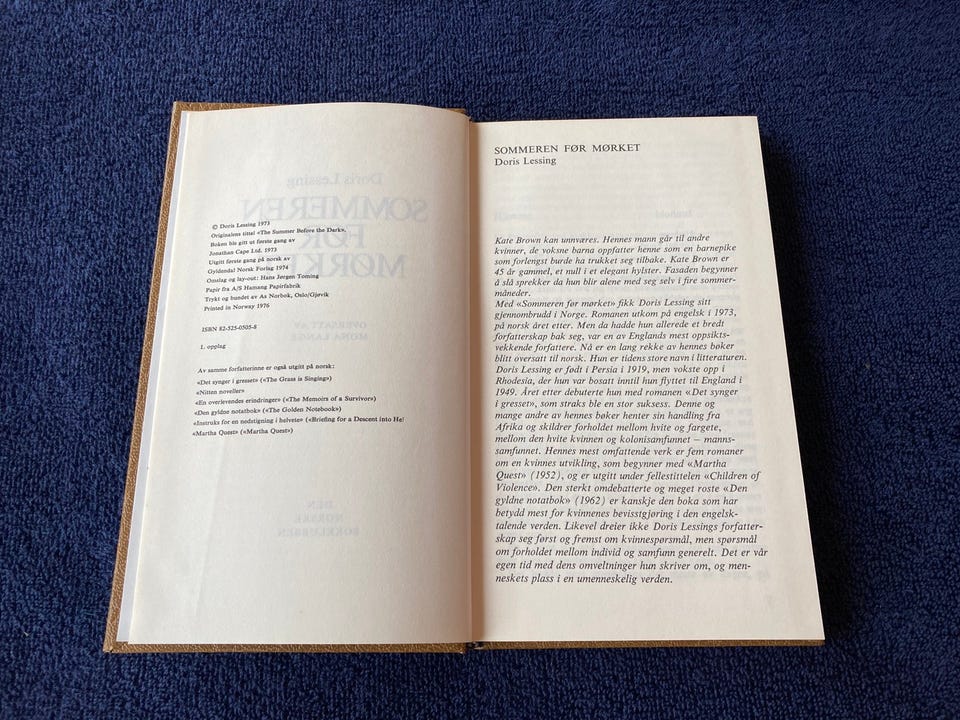 © Doris Lessing 1973
Originalens tittel «The Summer Before the Dark».
Boken ble gitt ut første gang av
Jonathan Cape Ltd. 1973
Utgitt første gang på norsk av
Gyldendal Norsk Forlag 1974
Omslag og lay-out: Hans Jørgen Toming
Papir fra A/S Hamang Papirfabrik
Trykt og bundet av As Norbok, Oslo/Gjøvik
Printed in Norway 1976
ISBN 82-525-0505-8
1. opplag
Av samme forfatterinne er også utgitt på norsk:
«Det synger i gresset» («The Grass is Singing»)
«Nitten noveller»
«En overlevendes erindringer» («The Memoirs of a Survivor»)
«Den gyldne notatbok» («The Golden Notebook»)
«Instruks for en nedstigning i helvete» («Briefing for a Descent into He!
«Martha Quest» («Martha Quest»)
SOMMEREN FØR MØRKET
Doris Lessing
Kate Brown kan unnværes. Hennes mann går til andre
kvinner, de voksne barna oppfatter henne som en barnepike
som forlengst burde ha trukket seg tilbake. Kate Brown er
45 år gammel, et null i et elegant hylster. Fasaden begynner
å slå sprekker da hun blir alene med seg selv i fire sommer-
måneder.
Med «Sommeren før mørket» fikk Doris Lessing sitt
gjennombrudd i Norge. Romanen utkom på engelsk i 1973,
på norsk året etter. Men da hadde hun allerede et bredt
forfatterskap bak seg, var en av Englands mest oppsikts-
vekkende forfattere. Nå er en lang rekke av hennes bøker
blitt oversatt til norsk. Hun er tidens store navn i litteraturen.
Doris Lessing er født i Persia i 1919, men vokste opp i
Rhodesia, der hun var bosatt inntil hun flyttet til England i
1949. Året etter debuterte hun med romanen «Det synger
i gresset», som straks ble en stor suksess. Denne og
mange andre av hennes bøker henter sin handling fra
Afrika og skildrer forholdet mellom hvite og fargete,
mellom den hvite kvinnen og kolonisamfunnet – manns-
samfunnet. Hennes mest omfattende verk er fem romaner
om en kvinnes utvikling, som begynner med «Martha
Quest» (1952), og er utgitt under fellestittelen «Children of
Violence». Den sterkt omdebatterte og meget roste «Den
gyldne notatbok» (1962) er kanskje den boka som har
betydd mest for kvinnenes bevisstgjøring i den engelsk-
talende verden. Likevel dreier ikke Doris Lessings forfatter-
skap seg først og fremst om kvinnespørsmål, men spørsmål
om forholdet mellom individ og samfunn generelt. Det er vår
egen tid med dens omveltninger hun skriver om, og men-
neskets plass i en umenneskelig verden.